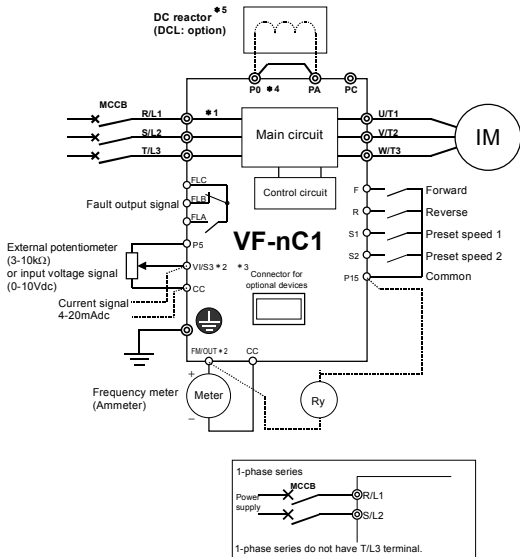 DC reactor *5
(DCL: option)
P0 *4 PA PC
MCCB
R/L1 *1 U/T1
S/L2 V/T2
T/L3 W/T3
Main circuit
IM
Control circuit
FLC
FLB
FLA
Fault output signal
VF-nC1
F Forward
R Reverse
S1 Preset speed 1
S2 Preset speed 2
P15 Common
P5
External potentiometer
(3-10kΩ)
or input voltage signal
(0-10Vdc)
VI/S3 *2 *3
Connector for
optional devices
CC
Current signal
4-20mAdc
FM/OUT *2 CC
+
Frequency meter
(Ammeter)
Meter
−
Ry
1-phase series
MCCB
Power
supply
R/L1
S/L2
1-phase series do not have T/L3 terminal.